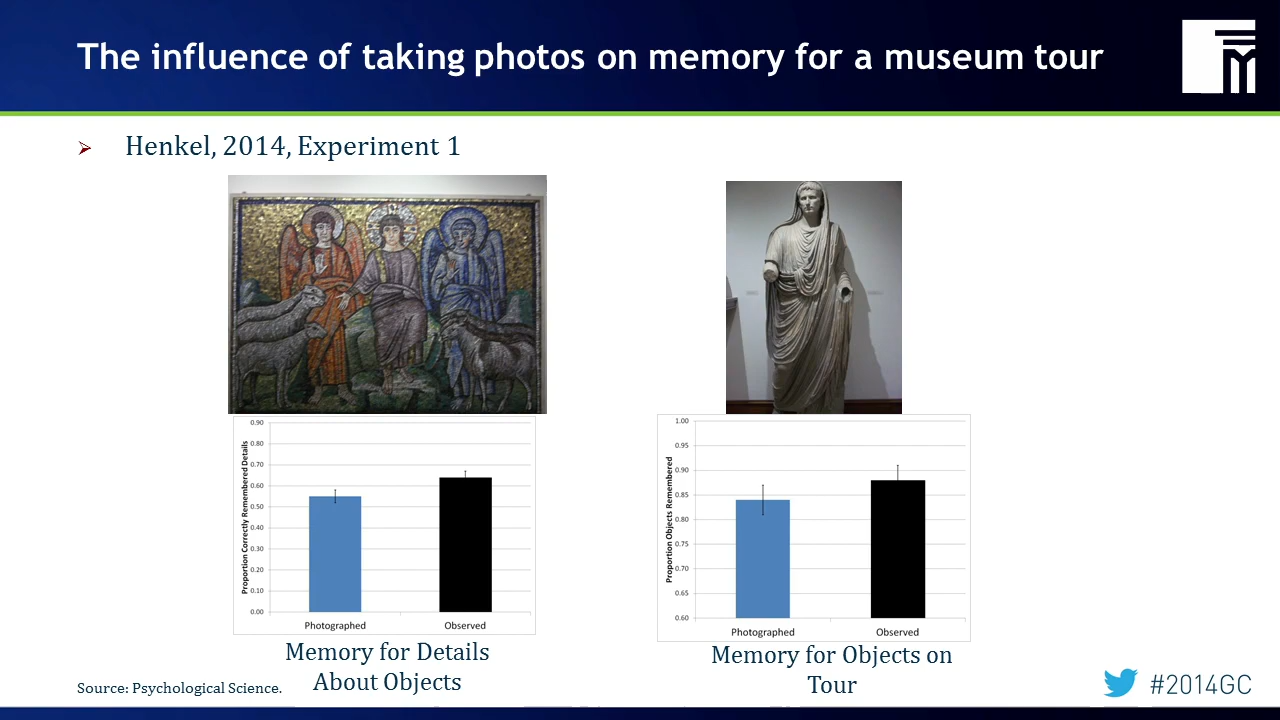 The influence of taking photos on memory for a museum tour
Henkel, 2014, Experiment 1
Proportion Correctly Remembered Details
0.90
0.80
0.70
0.60
0.50
0.40
0.30
0.20
0.10
0.00
Photographed Observed
Memory for Details
About Objects
Proportion Objects Remembered
1.00
0.95
0.90
0.85
0.80
0.75
0.70
0.65
0.60
Photographed Observed
Memory for Objects on
Tour
Source: Psychological Science.
#2014GC